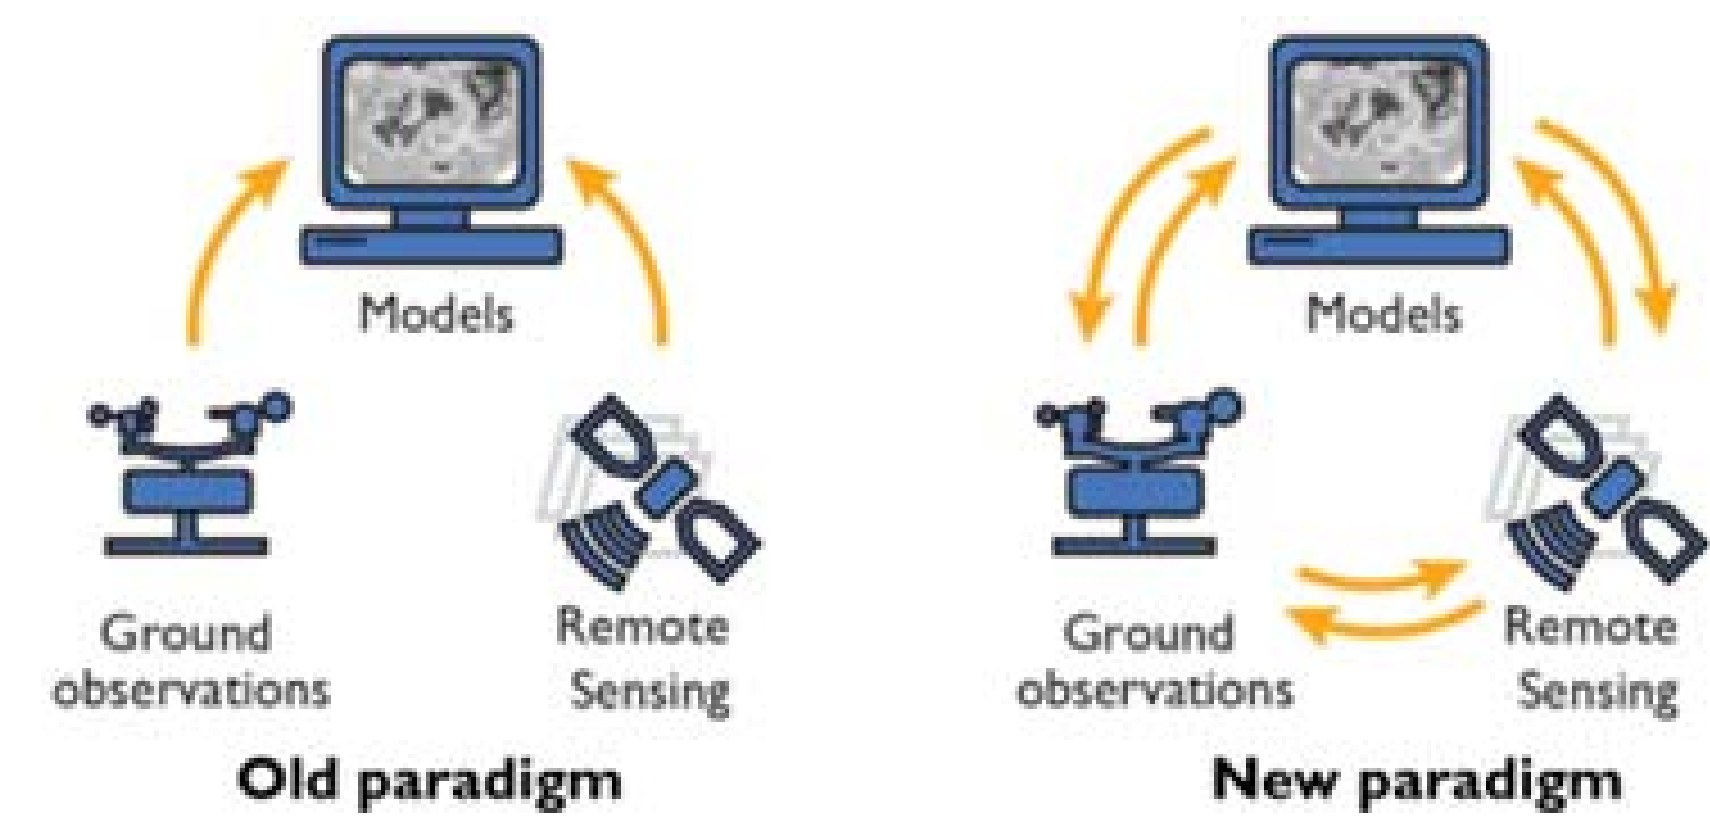 Models
Ground
observations
Remote
Sensing
Old paradigm
Models
Ground
observations
Remote
Sensing
New paradigm